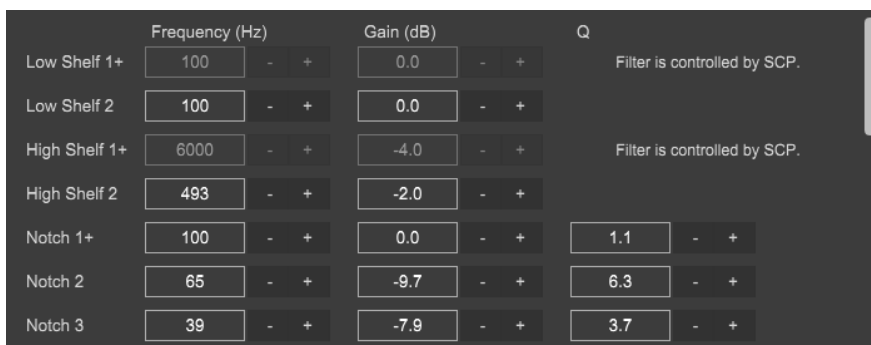 Frequency (Hz) Gain (dB) Q
Low Shelf 1+ 100 - + 0.0 - + Filter is controlled by SCP.
Low Shelf 2 100 - + 0.0 - +
High Shelf 1+ 6000 - + -4.0 - + Filter is controlled by SCP.
High Shelf 2 493 - + -2.0 - +
Notch 1+ 100 - + 0.0 - + 1.1 - +
Notch 2 65 - + -9.7 - + 6.3 - +
Notch 3 39 - + -7.9 - + 3.7 - +